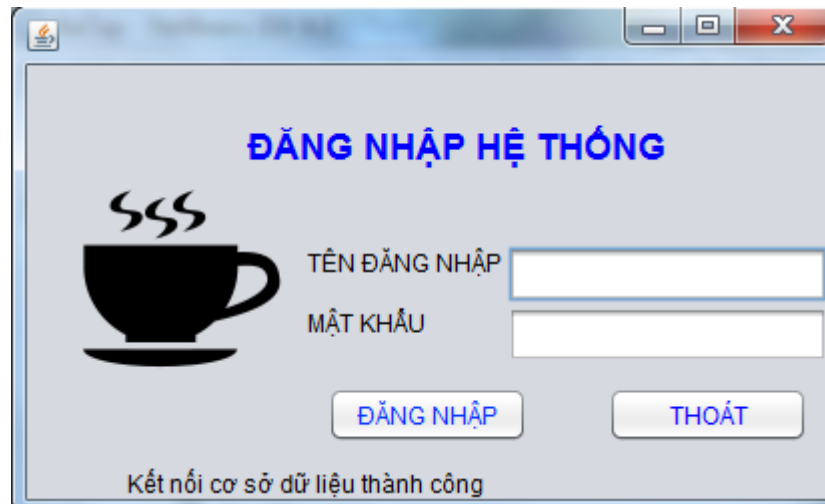 ĐĂNG NHẬP HỆ THỐNG
TÊN ĐĂNG NHẬP
MẬT KHẨU
ĐĂNG NHẬP THOÁT
Kết nối cơ sở dữ liệu thành công